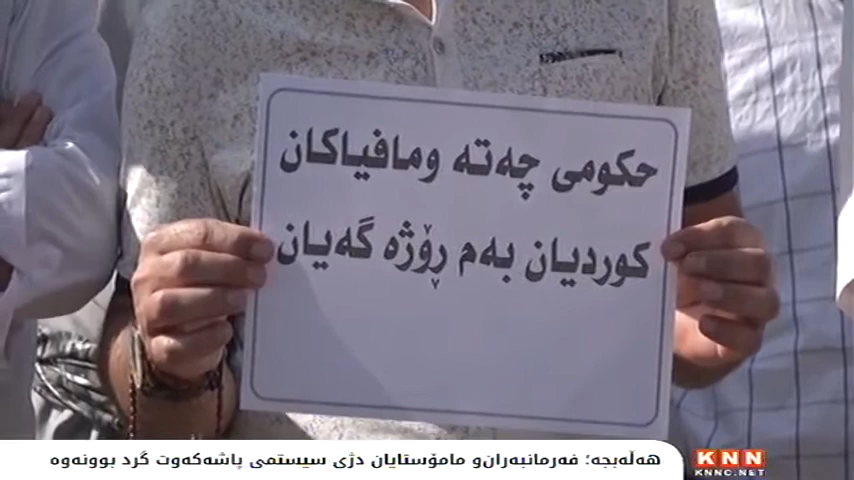 حکومی چەتە ومافیاکان
کوردیان بەم ڕۆژە گەیان
هەڵەبجە؛ فەرمانبەران‌و مامۆستایان دژی سیستمی پاشەکەوت گرد بوونەوە
KNN
KNNC.NET